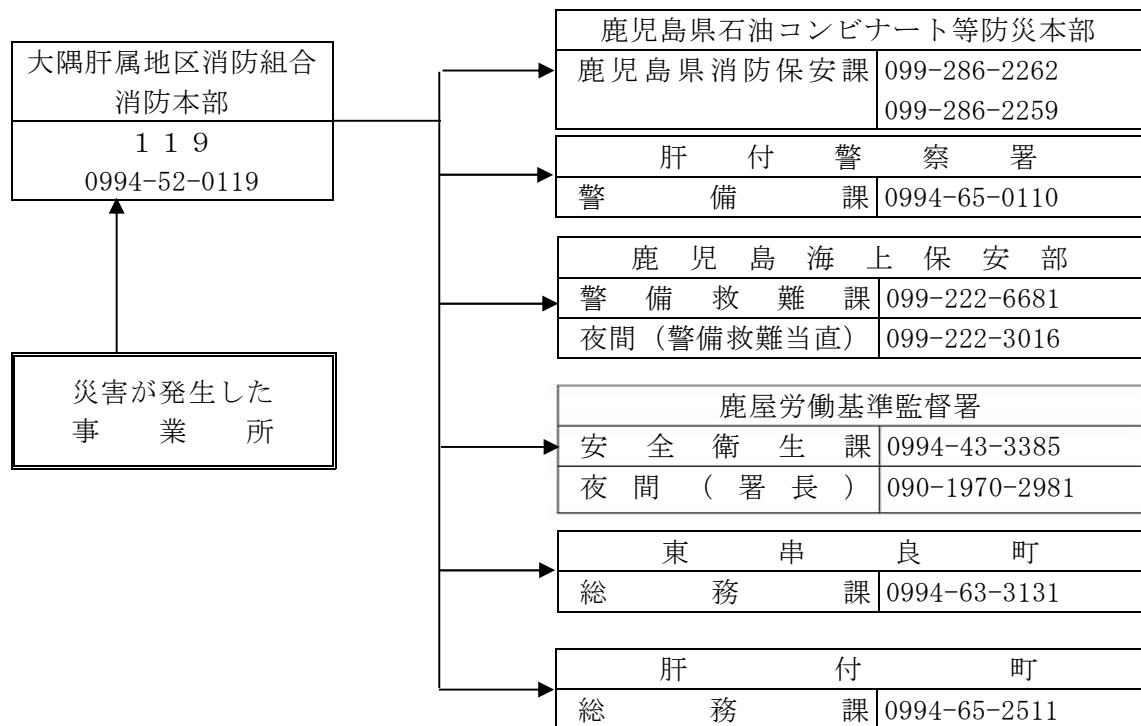 大隅肝属地区消防組合
消防本部
１１９
0994-52-0119
災害が発生した
事業所
鹿児島県石油コンビナート等防災本部
鹿児島県消防保安課 099-286-2262
099-286-2259
肝付警察署
警備課 0994-65-0110
鹿児島海上保安部
警備救難課 099-222-6681
夜間（警備救難当直） 099-222-3016
鹿屋労働基準監督署
安全衛生課 0994-43-3385
夜間（署長） 090-1970-2981
東串良町
総務課 0994-63-3131
肝付町
総務課 0994-65-2511